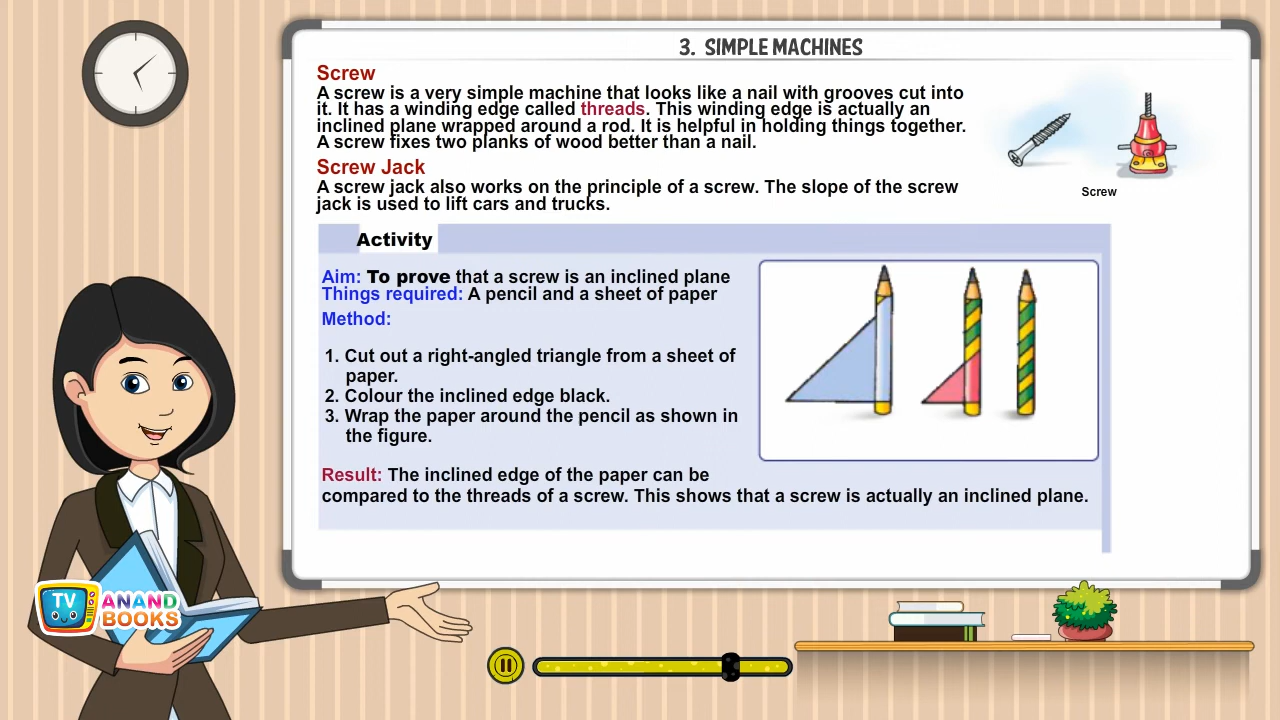 3. SIMPLE MACHINES
Screw
A screw is a very simple machine that looks like a nail with grooves cut into
it. It has a winding edge called threads. This winding edge is actually an
inclined plane wrapped around a rod. It is helpful in holding things together.
A screw fixes two planks of wood better than a nail.
Screw Jack
A screw jack also works on the principle of a screw. The slope of the screw
jack is used to lift cars and trucks.
Screw
Activity
Aim: To prove that a screw is an inclined plane
Things required: A pencil and a sheet of paper
Method:
1. Cut out a right-angled triangle from a sheet of
paper.
2. Colour the inclined edge black.
3. Wrap the paper around the pencil as shown in
the figure.
Result: The inclined edge of the paper can be
compared to the threads of a screw. This shows that a screw is actually an inclined plane.
TV
ANAND
BOOKS